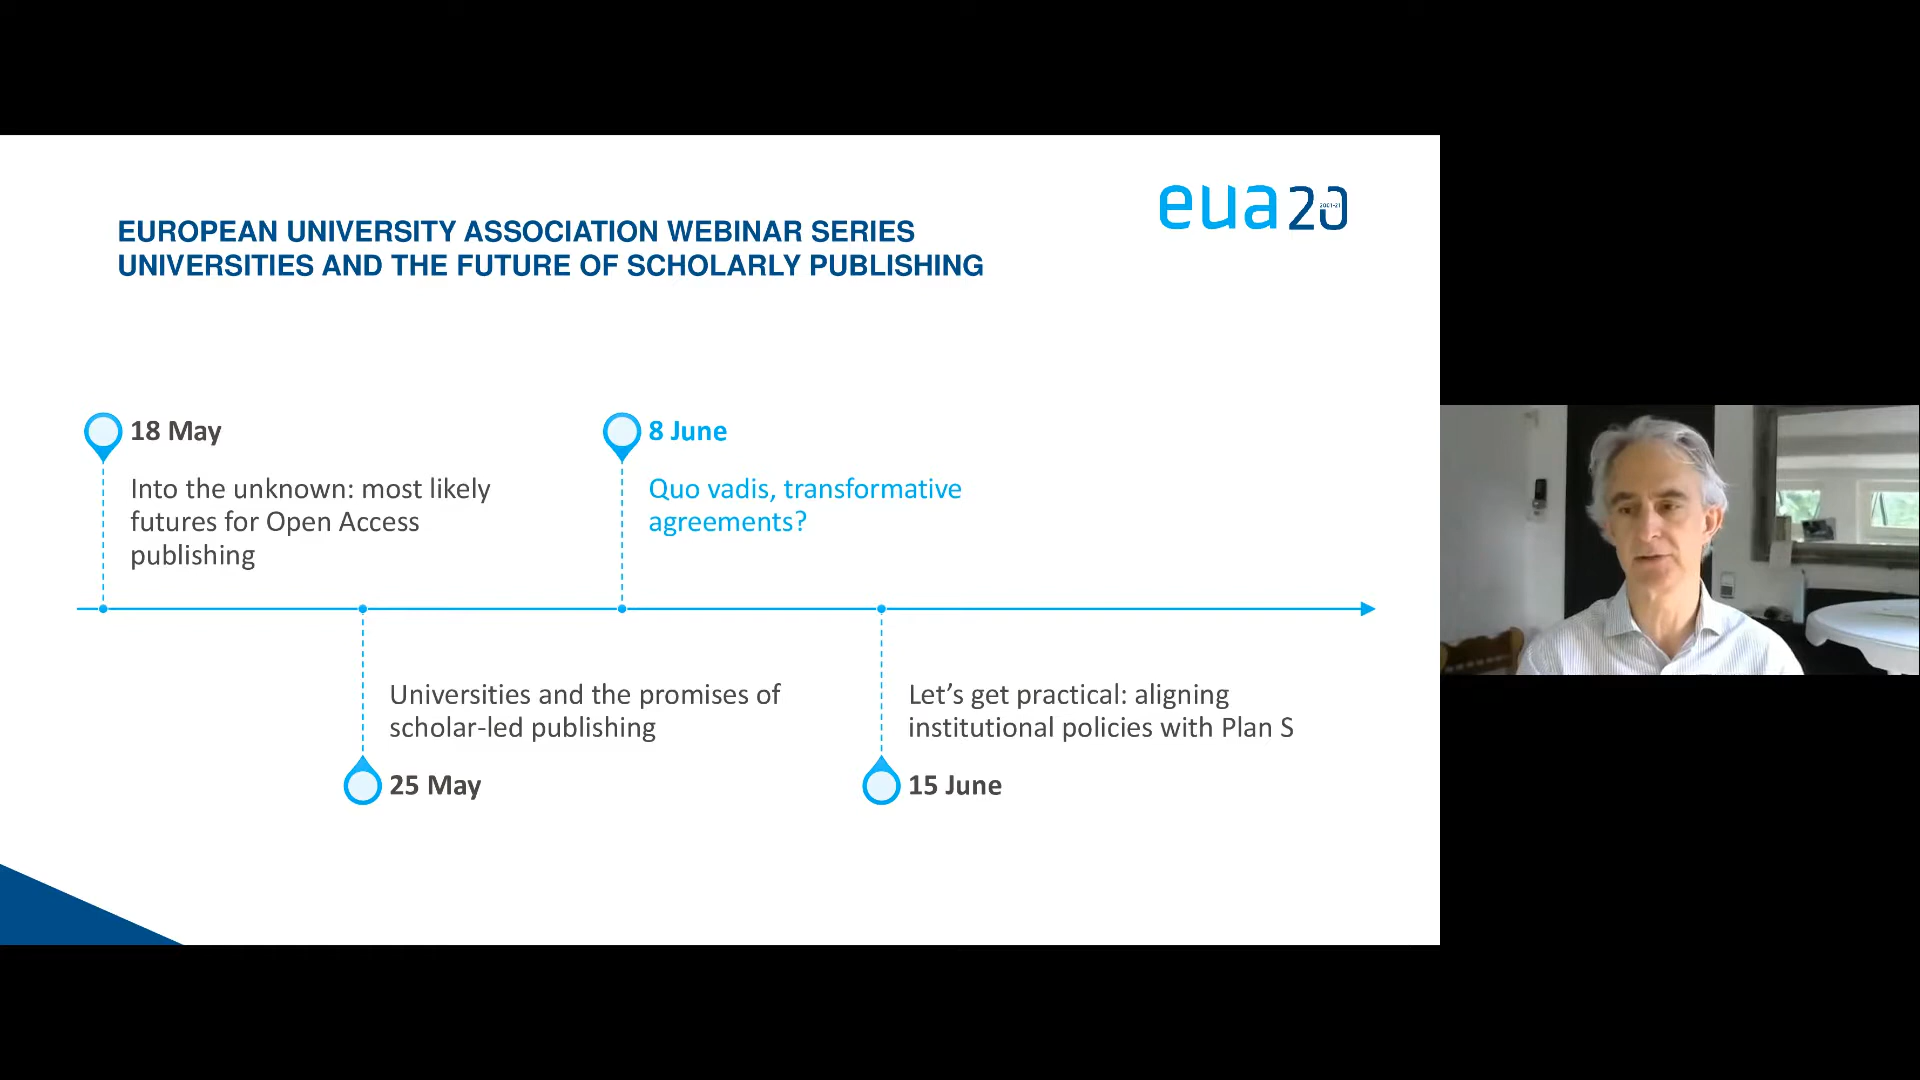 eua20
2001-21
EUROPEAN UNIVERSITY ASSOCIATION WEBINAR SERIES
UNIVERSITIES AND THE FUTURE OF SCHOLARLY PUBLISHING
18 May
Into the unknown: most likely
futures for Open Access
publishing
8 June
Quo vadis, transformative
agreements?
Universities and the promises of
scholar-led publishing
25 May
Let’s get practical: aligning
institutional policies with Plan S
15 June